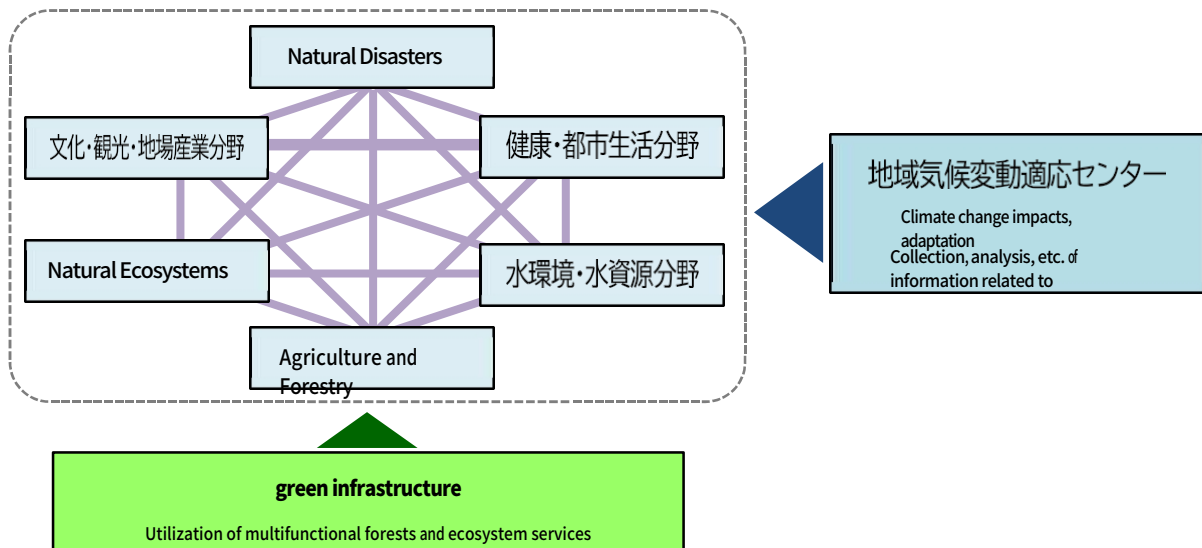 Natural Disasters
文化・観光・地場産業分野
健康・都市生活分野
Natural Ecosystems
水環境・水資源分野
Agriculture and
Forestry
地域気候変動適応センター
Climate change impacts,
adaptation
Collection, analysis, etc. of
information related to
green infrastructure
Utilization of multifunctional forests and ecosystem services